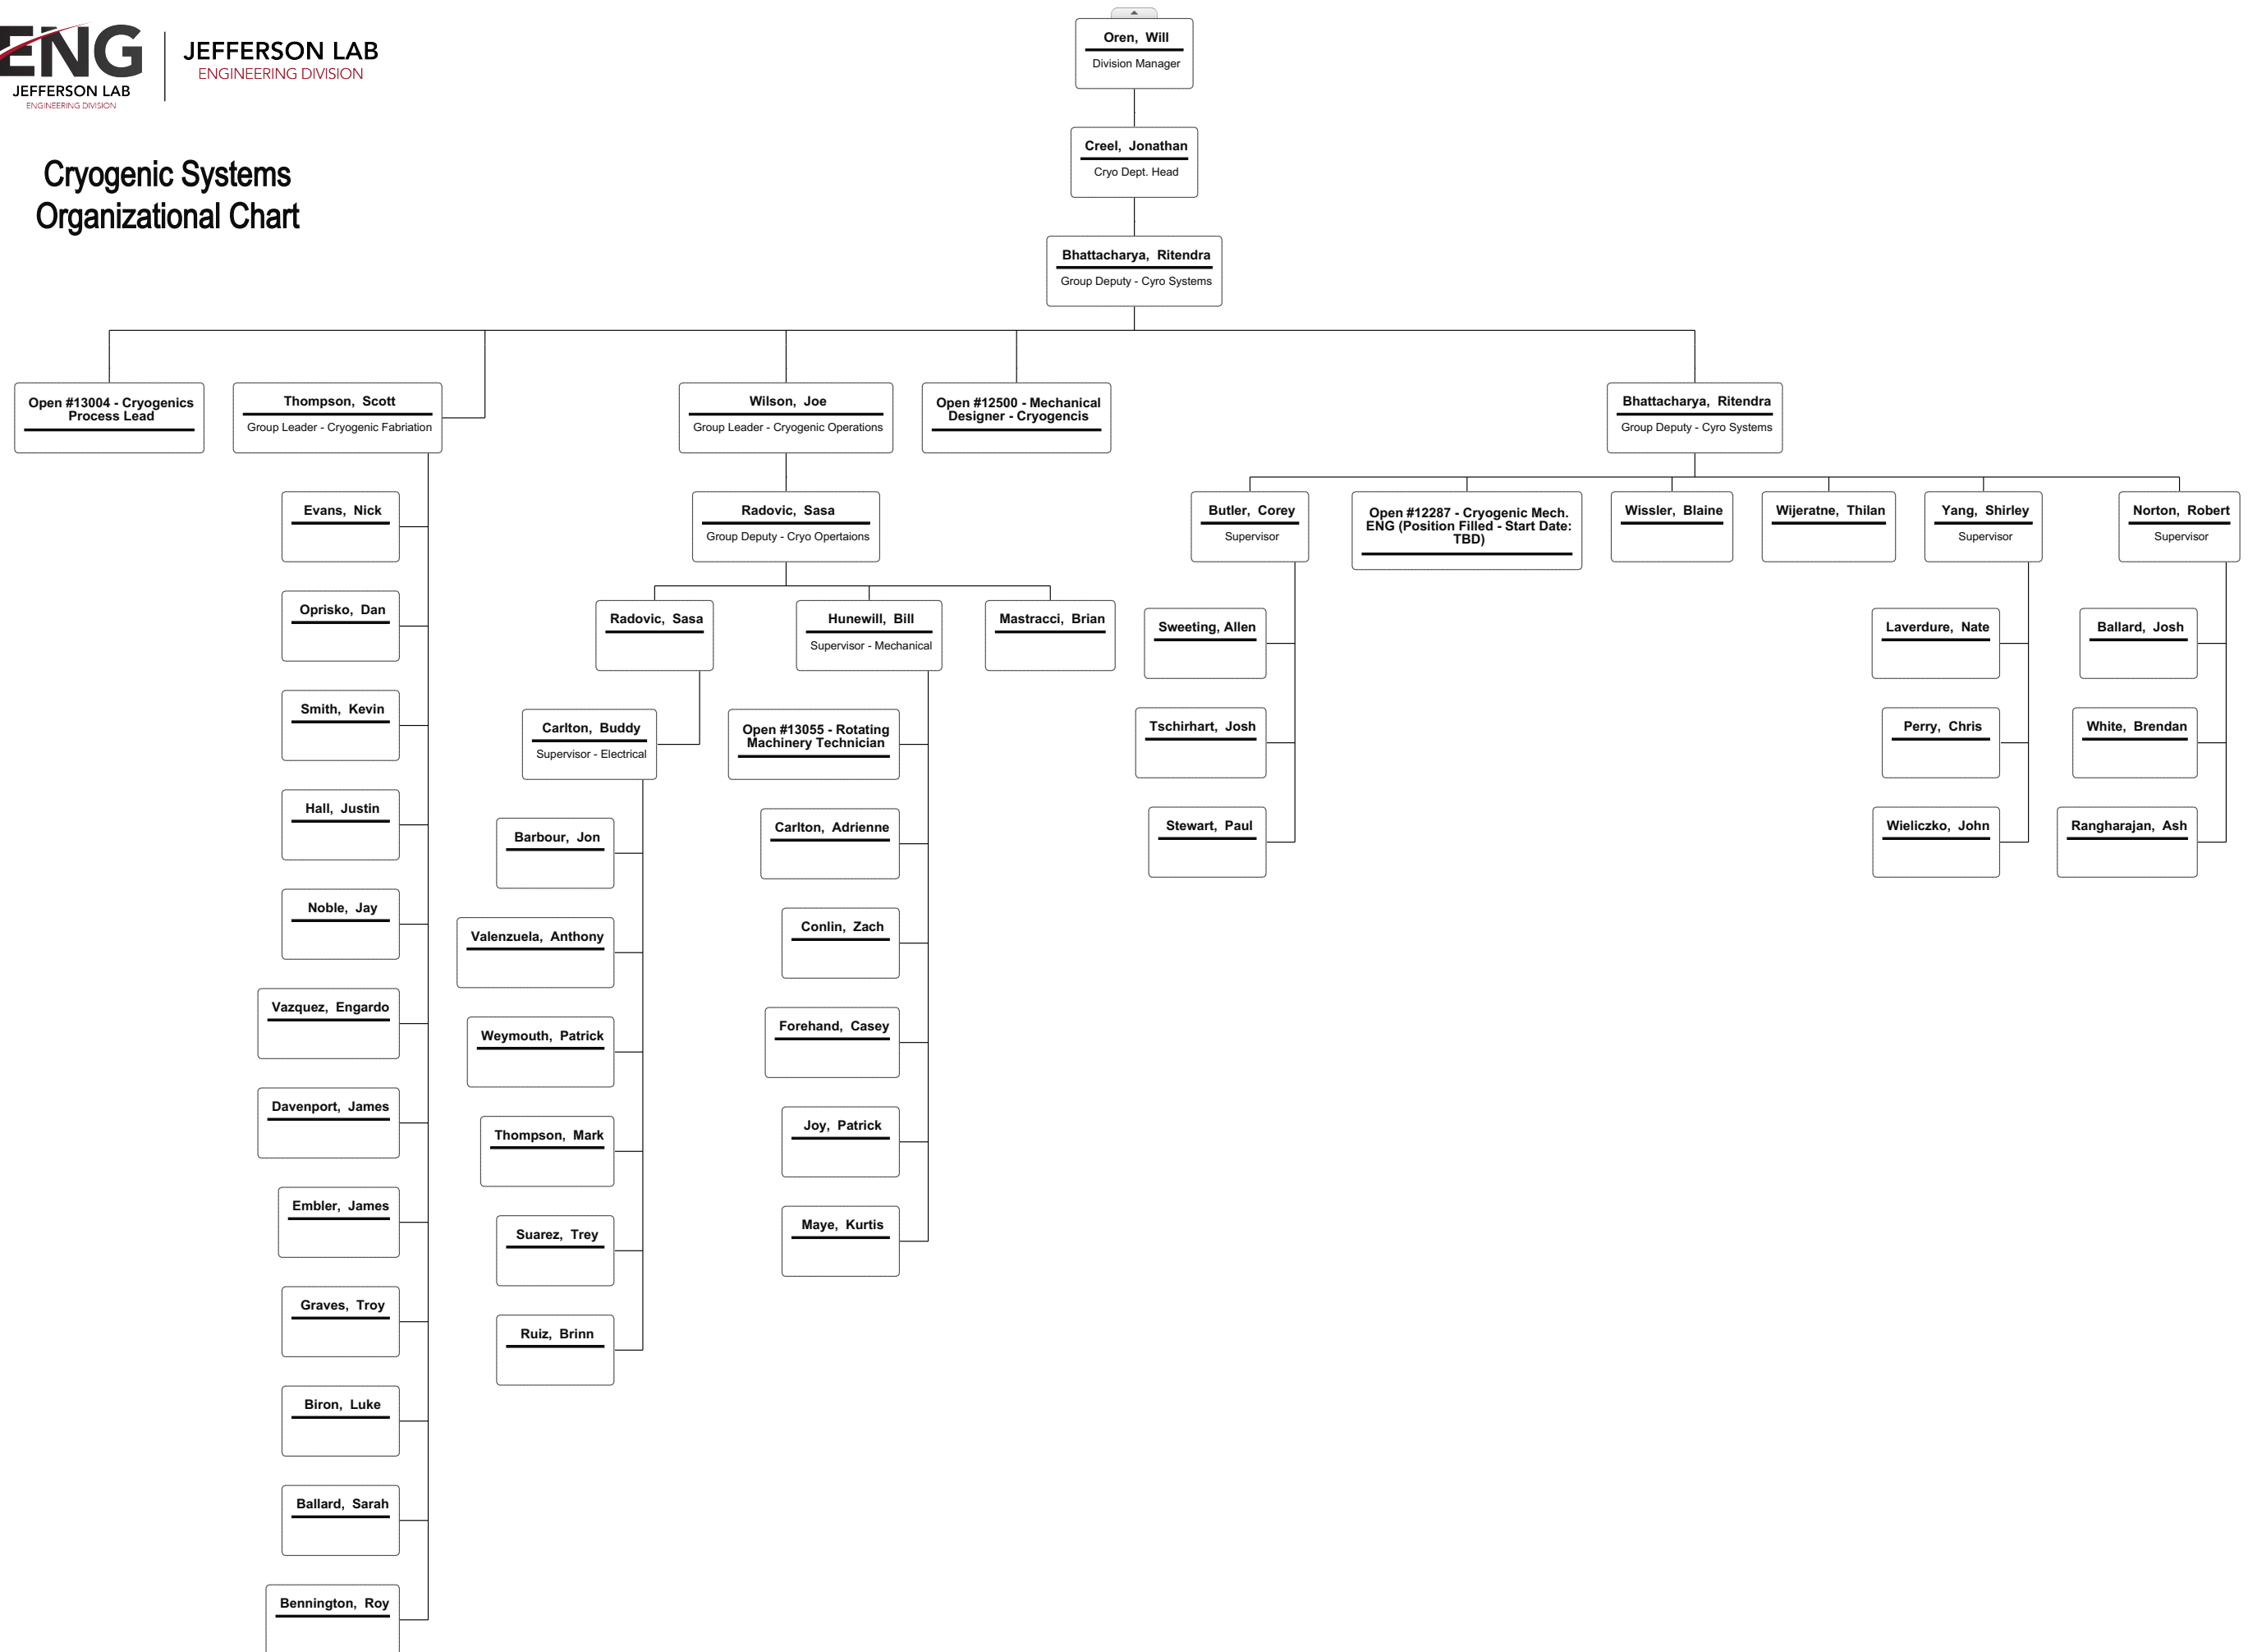 ENG
JEFFERSON LAB
ENGINEERING DIVISION
JEFFERSON LAB
ENGINEERING DIVISION
Cryogenic Systems
Organizational Chart
Oren, Will
Division Manager
Creel, Jonathan
Cryo Dept. Head
Bhattacharya, Ritendra
Group Deputy - Cyro Systems
Open #13004 - Cryogenics
Process Lead
Thompson, Scott
Group Leader - Cryogenic Fabriation
Wilson, Joe
Group Leader - Cryogenic Operations
Open #12500 - Mechanical
Designer - Cryogencis
Bhattacharya, Ritendra
Group Deputy - Cyro Systems
Evans, Nick
Oprisko, Dan
Smith, Kevin
Hall, Justin
Noble, Jay
Vazquez, Engardo
Davenport, James
Embler, James
Graves, Troy
Biron, Luke
Ballard, Sarah
Bennington, Roy
Radovic, Sasa
Group Deputy - Cryo Opertaions
Radovic, Sasa
Hunewill, Bill
Supervisor - Mechanical
Mastracci, Brian
Carlton, Buddy
Supervisor - Electrical
Barbour, Jon
Valenzuela, Anthony
Weymouth, Patrick
Thompson, Mark
Suarez, Trey
Ruiz, Brinn
Open #13055 - Rotating
Machinery Technician
Carlton, Adrienne
Conlin, Zach
Forehand, Casey
Joy, Patrick
Maye, Kurtis
Butler, Corey
Supervisor
Open #12287 - Cryogenic Mech.
ENG (Position Filled - Start Date:
TBD)
Wissler, Blaine
Wijeratne, Thilan
Yang, Shirley
Supervisor
Norton, Robert
Supervisor
Sweeting, Allen
Tschirhart, Josh
Stewart, Paul
Laverdure, Nate
Perry, Chris
Wieliczko, John
Ballard, Josh
White, Brendan
Rangharajan, Ash